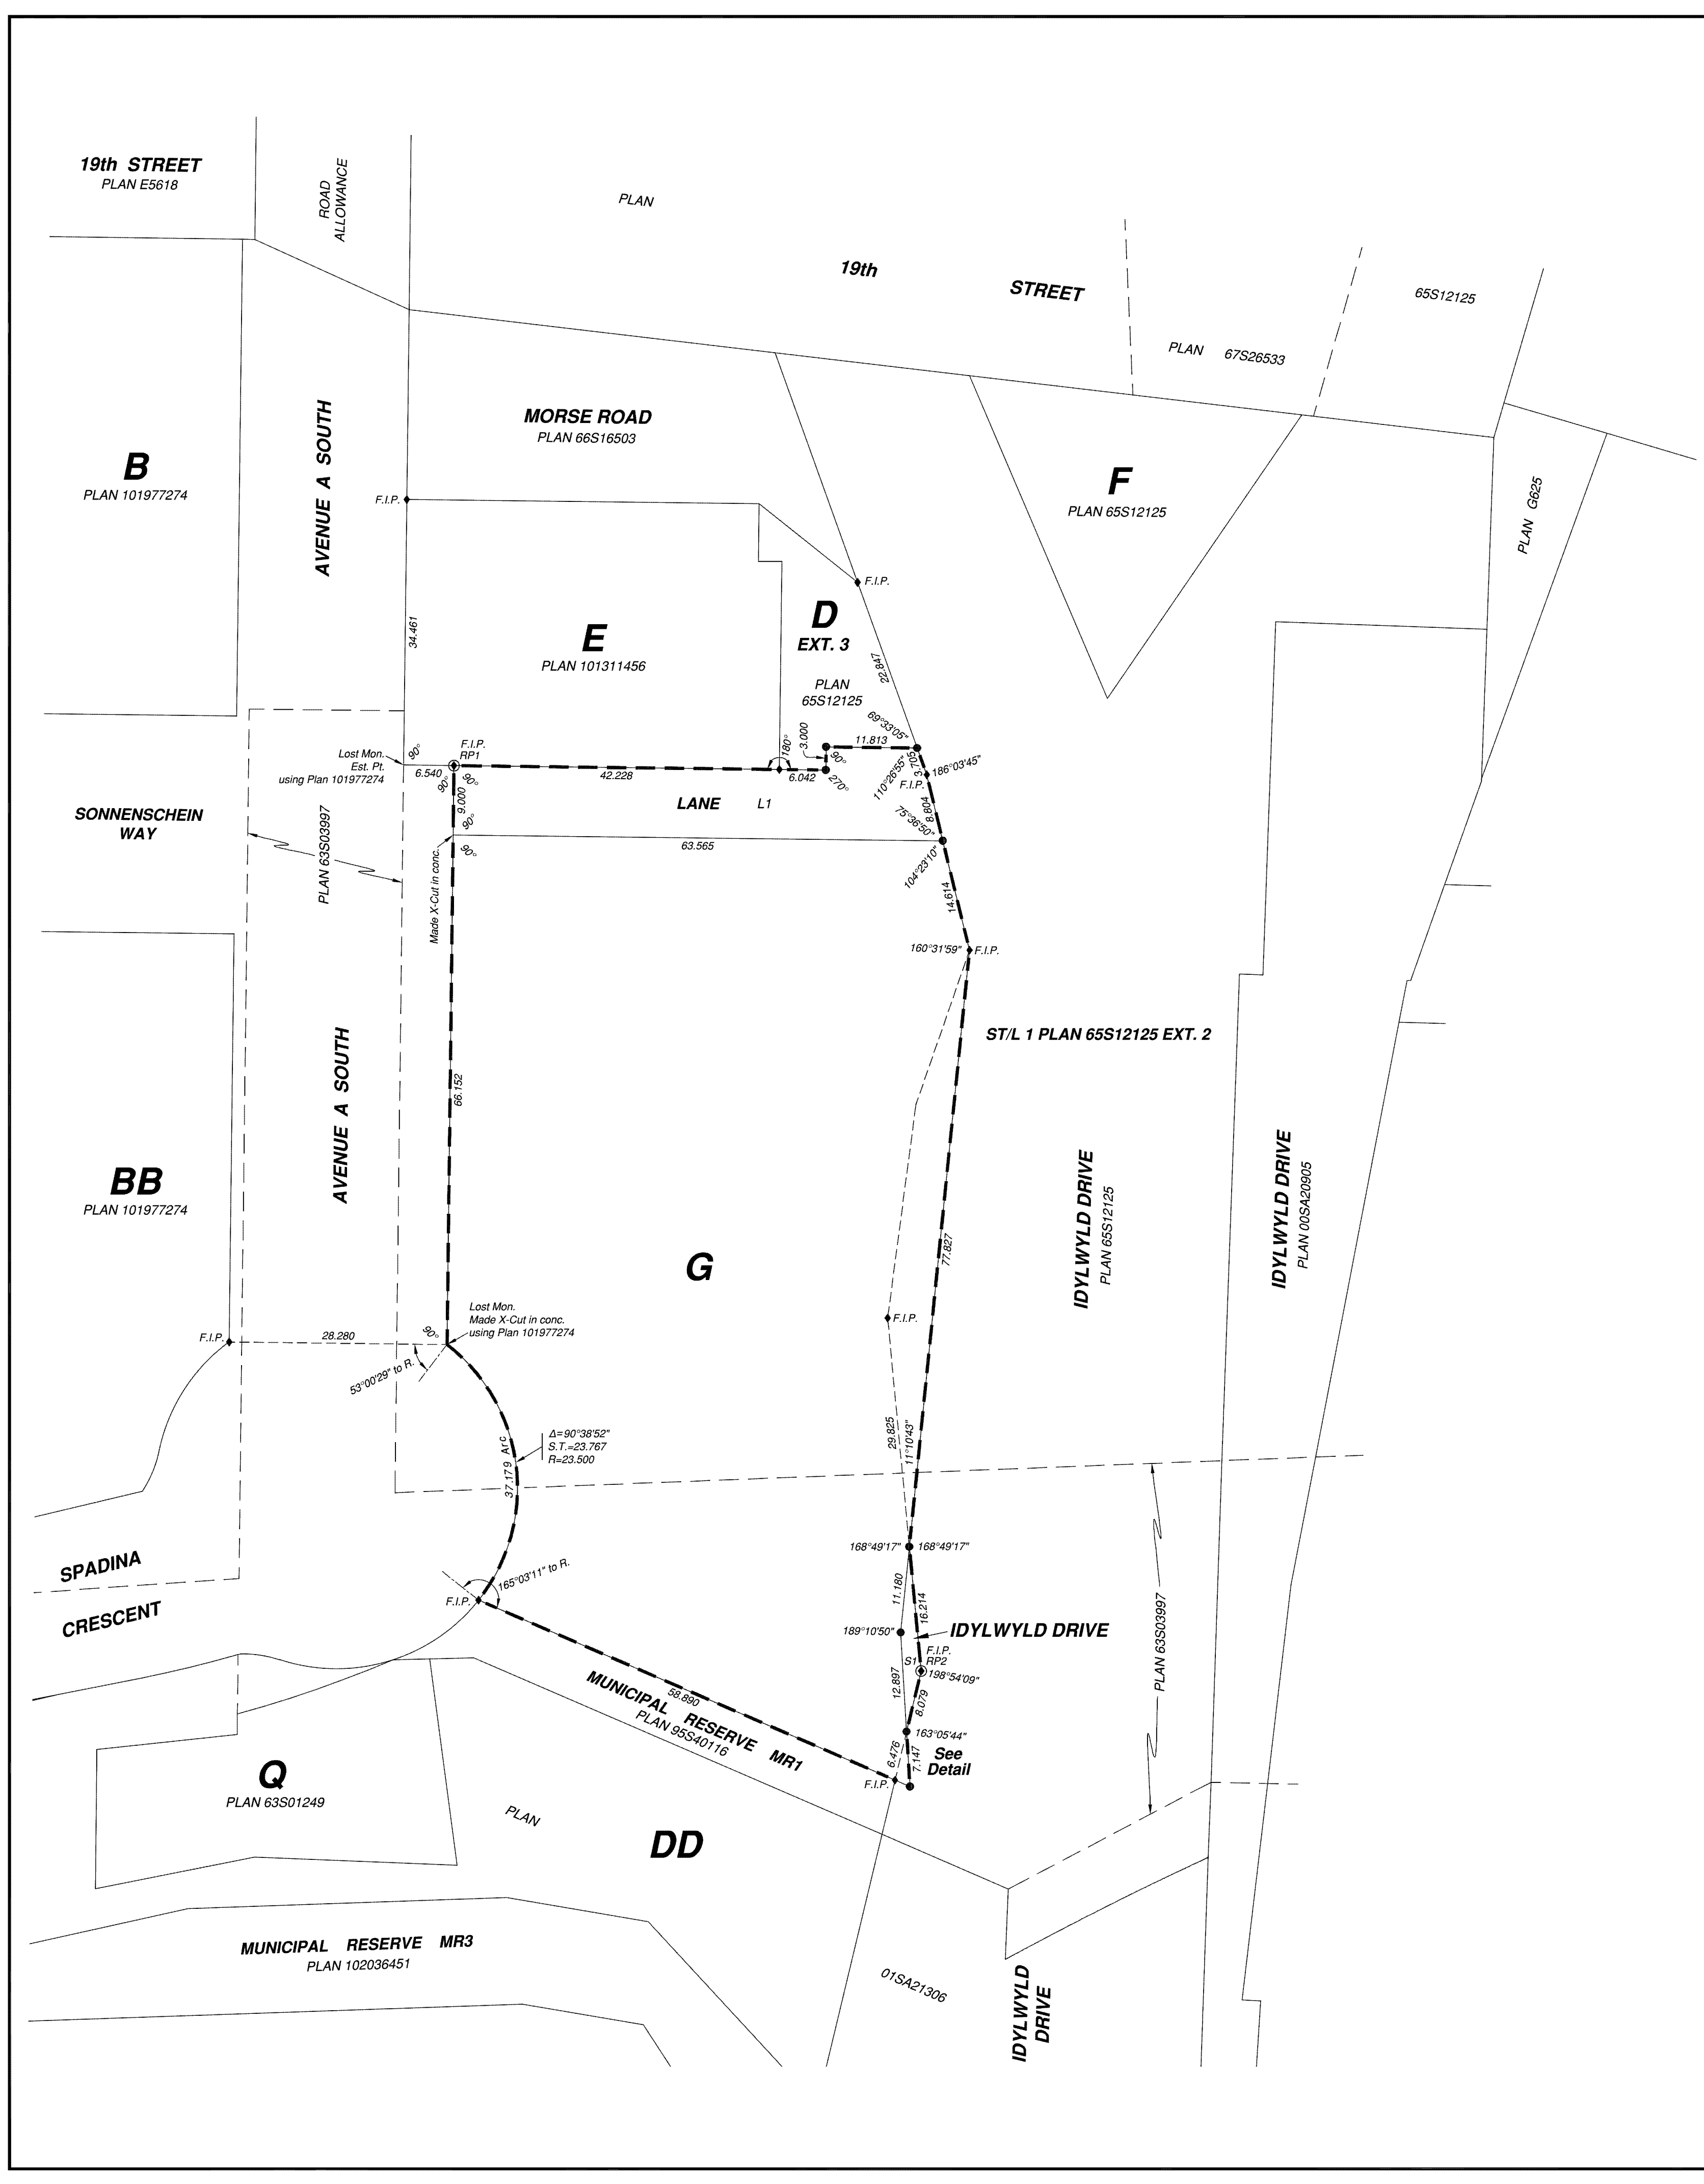 19th STREET
PLAN E5618
ROAD
ALLOWANCE
PLAN
19th
STREET
65S12125
PLAN 67S26533
B
PLAN 101977274
AVENUE A SOUTH
MORSE ROAD
PLAN 66S16503
F
PLAN 65S12125
PLAN G625
F.I.P.
F.I.P.
34.461
E
PLAN 101311456
D
EXT. 3
PLAN
65S12125
22.847
69°33'05"
11.813
3.000
90°
180°
270°
6.042
42.228
F.I.P.
RP1
90°
90°
90°
Lost Mon.
Est. Pt.
using Plan 101977274
6.540
9.000
90°
90°
LANE L1
110°26'55"
3.705
186°03'45"
F.I.P.
8.804
75°36'50"
63.565
104°23'10"
14.614
SONNENSCHEIN
WAY
PLAN 63S03997
Made X-Cut in conc.
160°31'59"
F.I.P.
ST/L 1 PLAN 65S12125 EXT. 2
AVENUE A SOUTH
66.152
BB
PLAN 101977274
G
77.827
IDYLWYLD DRIVE
PLAN 65S12125
IDYLWYLD DRIVE
PLAN 00SA20905
F.I.P.
28.280
90°
Lost Mon.
Made X-Cut in conc.
using Plan 101977274
53°00'29" to R.
F.I.P.
29.825
11°10'43"
37.179 Arc
Δ=90°38'52"
S.T.=23.767
R=23.500
SPADINA
CRESCENT
165°03'11" to R.
F.I.P.
168°49'17"
168°49'17"
11.180
16.214
189°10'50"
IDYLWYLD DRIVE
F.I.P.
S1 RP2
198°54'09"
12.897
8.079
163°05'44"
6.476
7.147
See
Detail
F.I.P.
PLAN 63S03997
58.890
MUNICIPAL RESERVE MR1
PLAN 95S40116
Q
PLAN 63S01249
PLAN
DD
MUNICIPAL RESERVE MR3
PLAN 102036451
01SA21306
IDYLWYLD
DRIVE